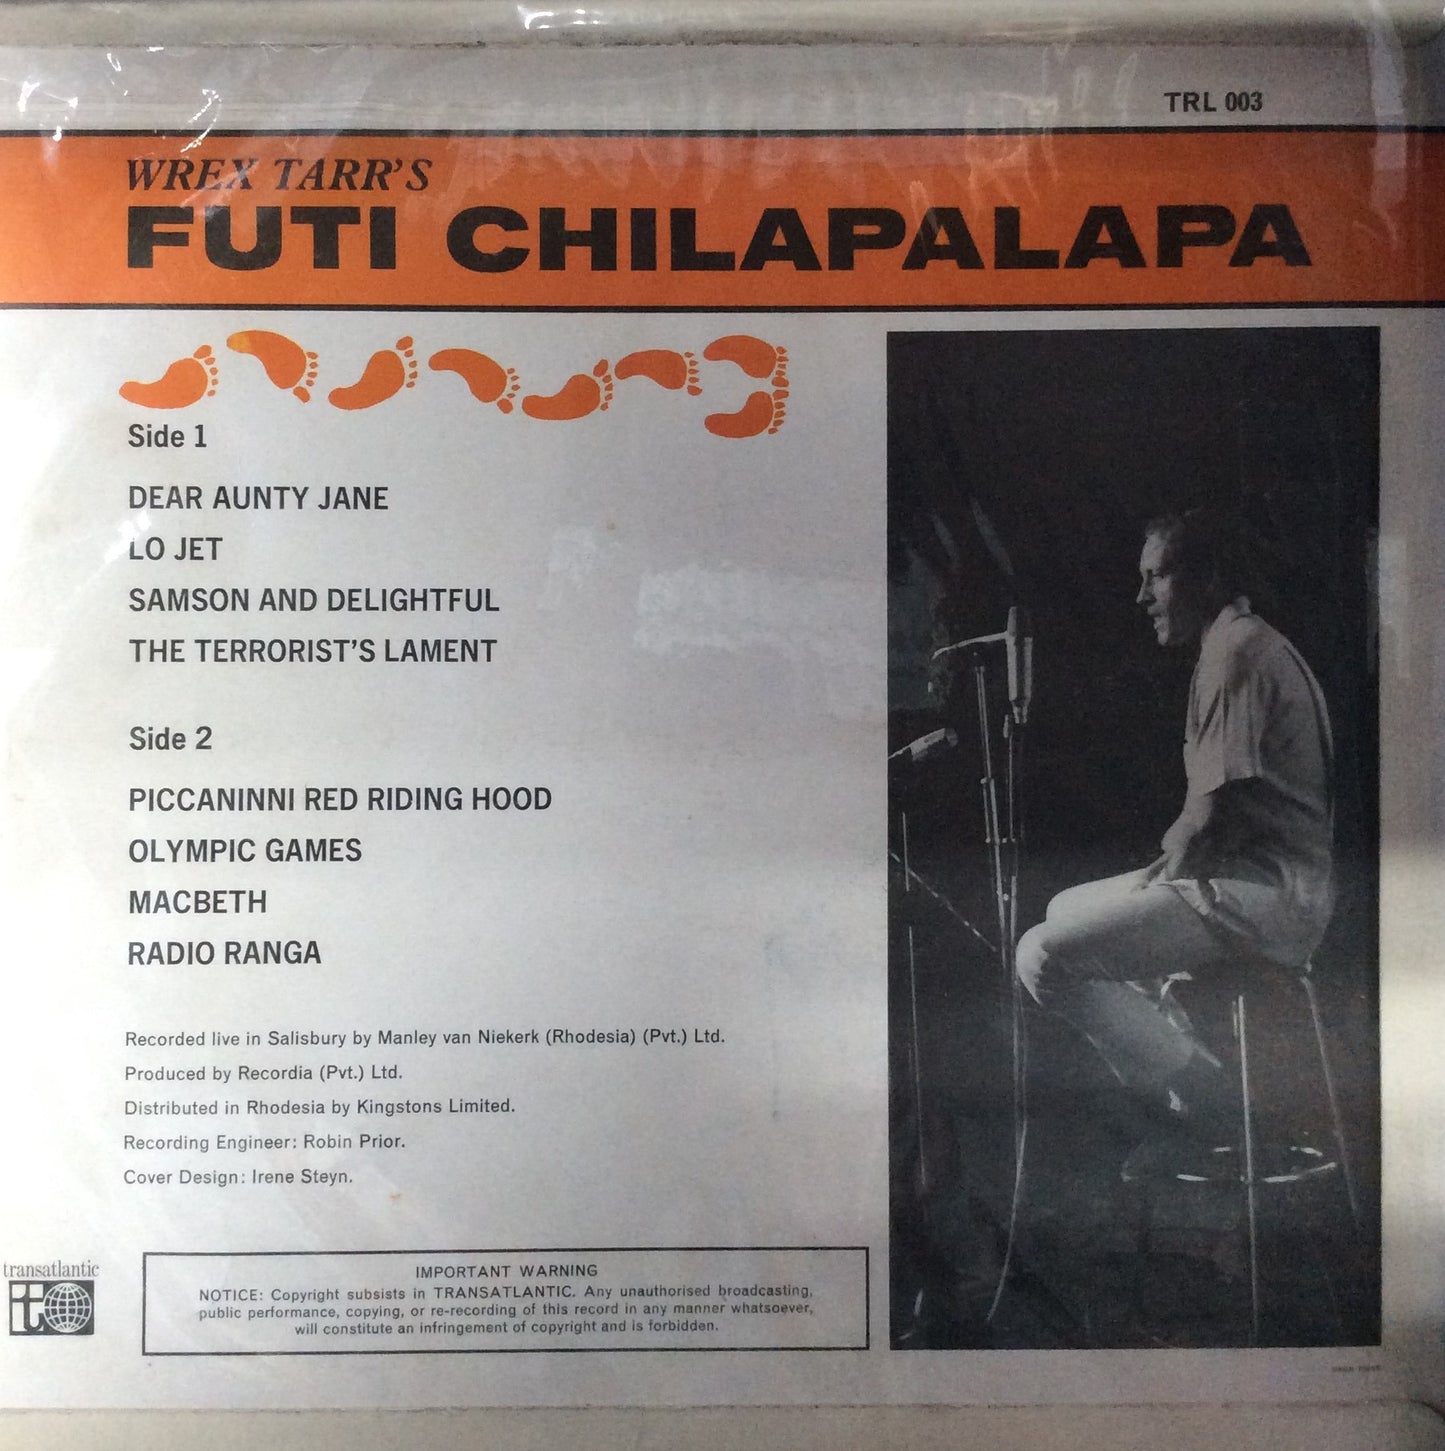 TRL 003
WREX TARR'S
FUTI CHILAPALAPA
Side 1
DEAR AUNTY JANE
LO JET
SAMSON AND DELIGHTFUL
THE TERRORIST'S LAMENT
Side 2
PICCANINNI RED RIDING HOOD
OLYMPIC GAMES
MACBETH
RADIO RANGA
Recorded live in Salisbury by Manley van Niekerk (Rhodesia) (Pvt.) Ltd.
Produced by Recordia (Pvt.) Ltd.
Distributed in Rhodesia by Kingstons Limited.
Recording Engineer: Robin Prior.
Cover Design: Irene Steyn.
transatlantic
it
IMPORTANT WARNING
NOTICE: Copyright subsists in TRANSATLANTIC. Any unauthorised broadcasting,
public performance, copying, or re-recording of this record in any manner whatsoever,
will constitute an infringement of copyright and is forbidden.